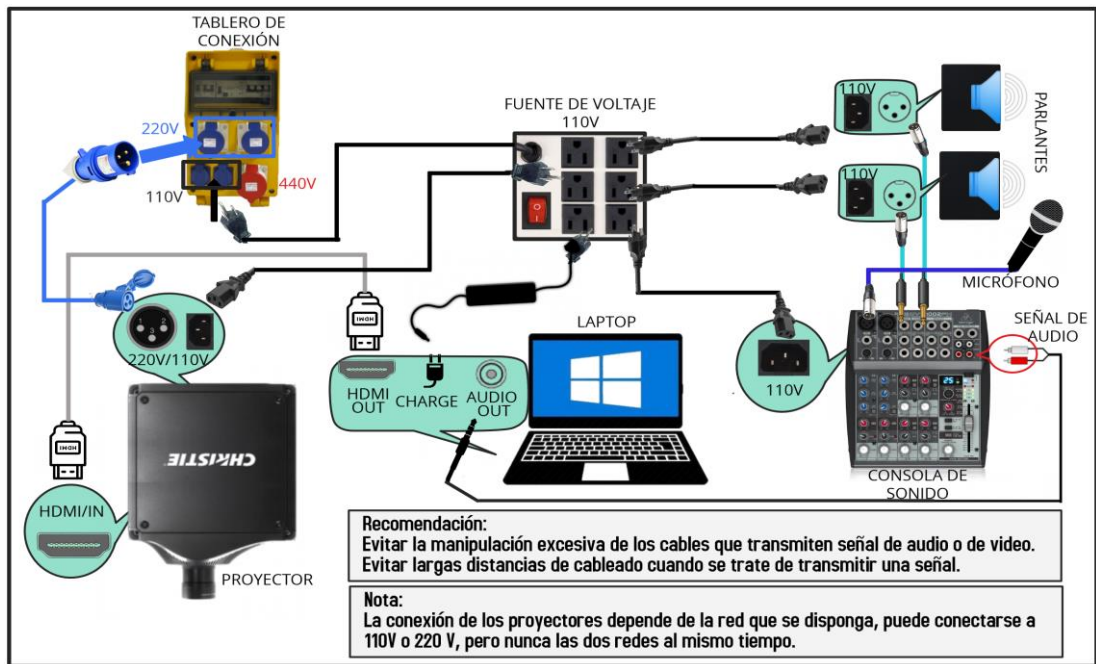 TABLERO DE
CONEXIÓN
220V
110V
440V
FUENTE DE VOLTAJE
110V
110V
110V
PARLANTES
MICRÓFONO
SEÑAL DE
AUDIO
HDMI
220V/110V
LAPTOP
HDMI
OUT
CHARGE
AUDIO
OUT
110V
25
CONSOLA DE
SONIDO
HDMI
HDMI/IN
CHRISTIE
PROYECTOR
Recomendación:
Evitar la manipulación excesiva de los cables que transmiten señal de audio o de video.
Evitar largas distancias de cableado cuando se trate de transmitir una señal.
Nota:
La conexión de los proyectores depende de la red que se disponga, puede conectarse a
110V o 220 V, pero nunca las dos redes al mismo tiempo.